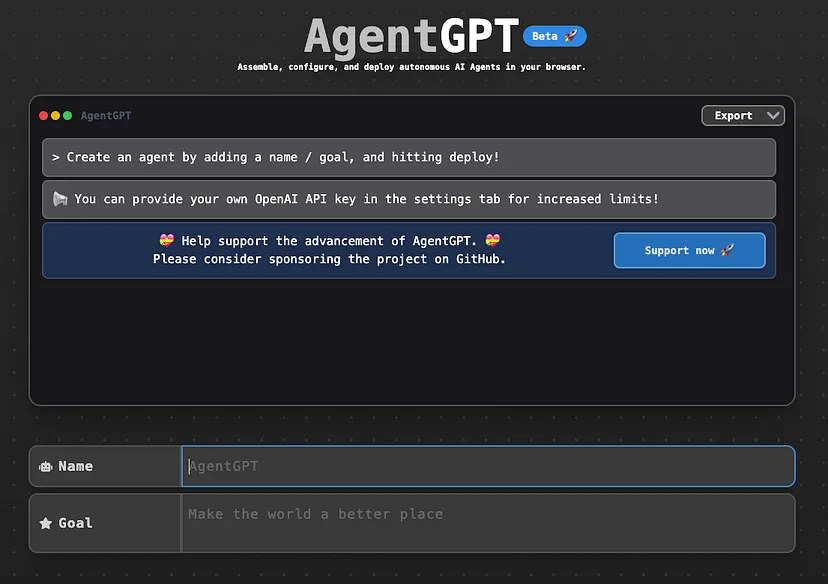 AgentGPT Beta 🚀
Assemble, configure, and deploy autonomous AI Agents in your browser.
AgentGPT
Export
> Create an agent by adding a name / goal, and hitting deploy!
📢 You can provide your own OpenAI API key in the settings tab for increased limits!
💝 Help support the advancement of AgentGPT. 💝
Please consider sponsoring the project on GitHub.
Support now 🚀
Name
AgentGPT
Goal
Make the world a better place